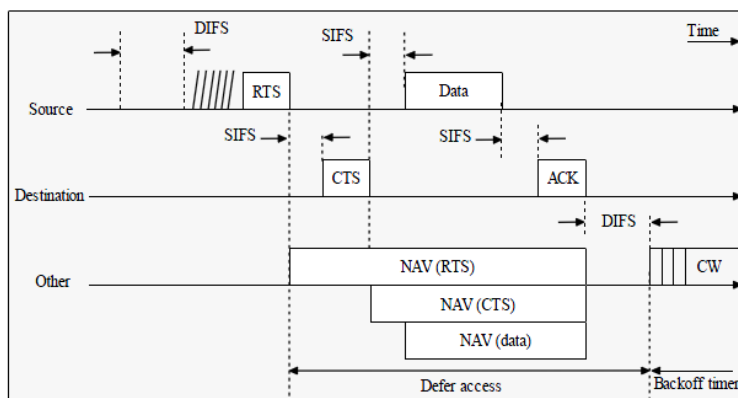 DIFS
SIFS
Time
RTS
Data
Source
SIFS
SIFS
CTS
ACK
Destination
DIFS
NAV (RTS)
CW
Other
NAV (CTS)
NAV (data)
Defer access
Backoff timer